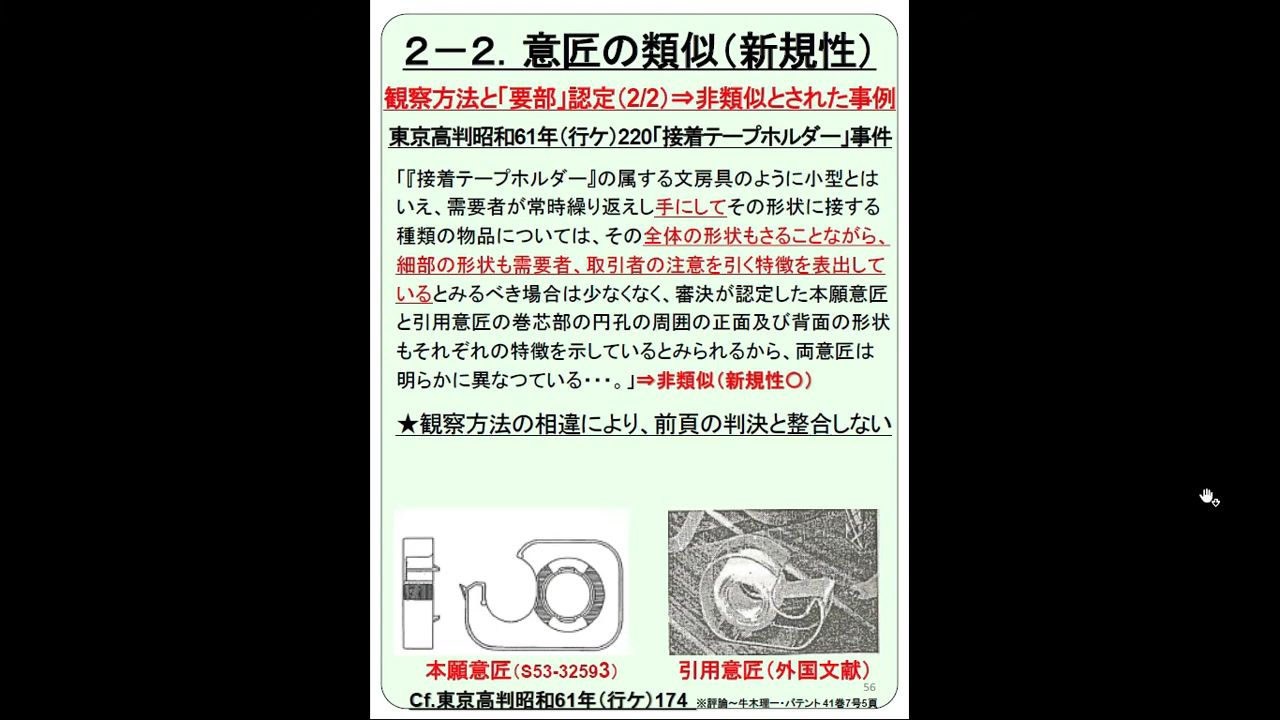 2-2. 意匠の類似(新規性)
観察方法と「要部」認定(2/2)⇒非類似とされた事例
東京高判昭和61年(行ケ)220「接着テープホルダー」事件
「『接着テープホルダー』の属する文房具のように小型とは
いえ、需要者が常時繰り返えし手にしてその形状に接する
種類の物品については、その全体の形状もさることながら、
細部の形状も需要者、取引者の注意を引く特徴を表出して
いるとみるべき場合は少なくなく、審決が認定した本願意匠
と引用意匠の巻芯部の円孔の周囲の正面及び背面の形状
もそれぞれの特徴を示しているとみられるから、両意匠は
明らかに異なつている・・・。」⇒非類似(新規性〇)
★観察方法の相違により、前頁の判決と整合しない
本願意匠(S53-32593)
引用意匠(外国文献)
56
Cf.東京高判昭和61年(行ケ)174 ※評論~牛木理一・パテント41巻7号5頁